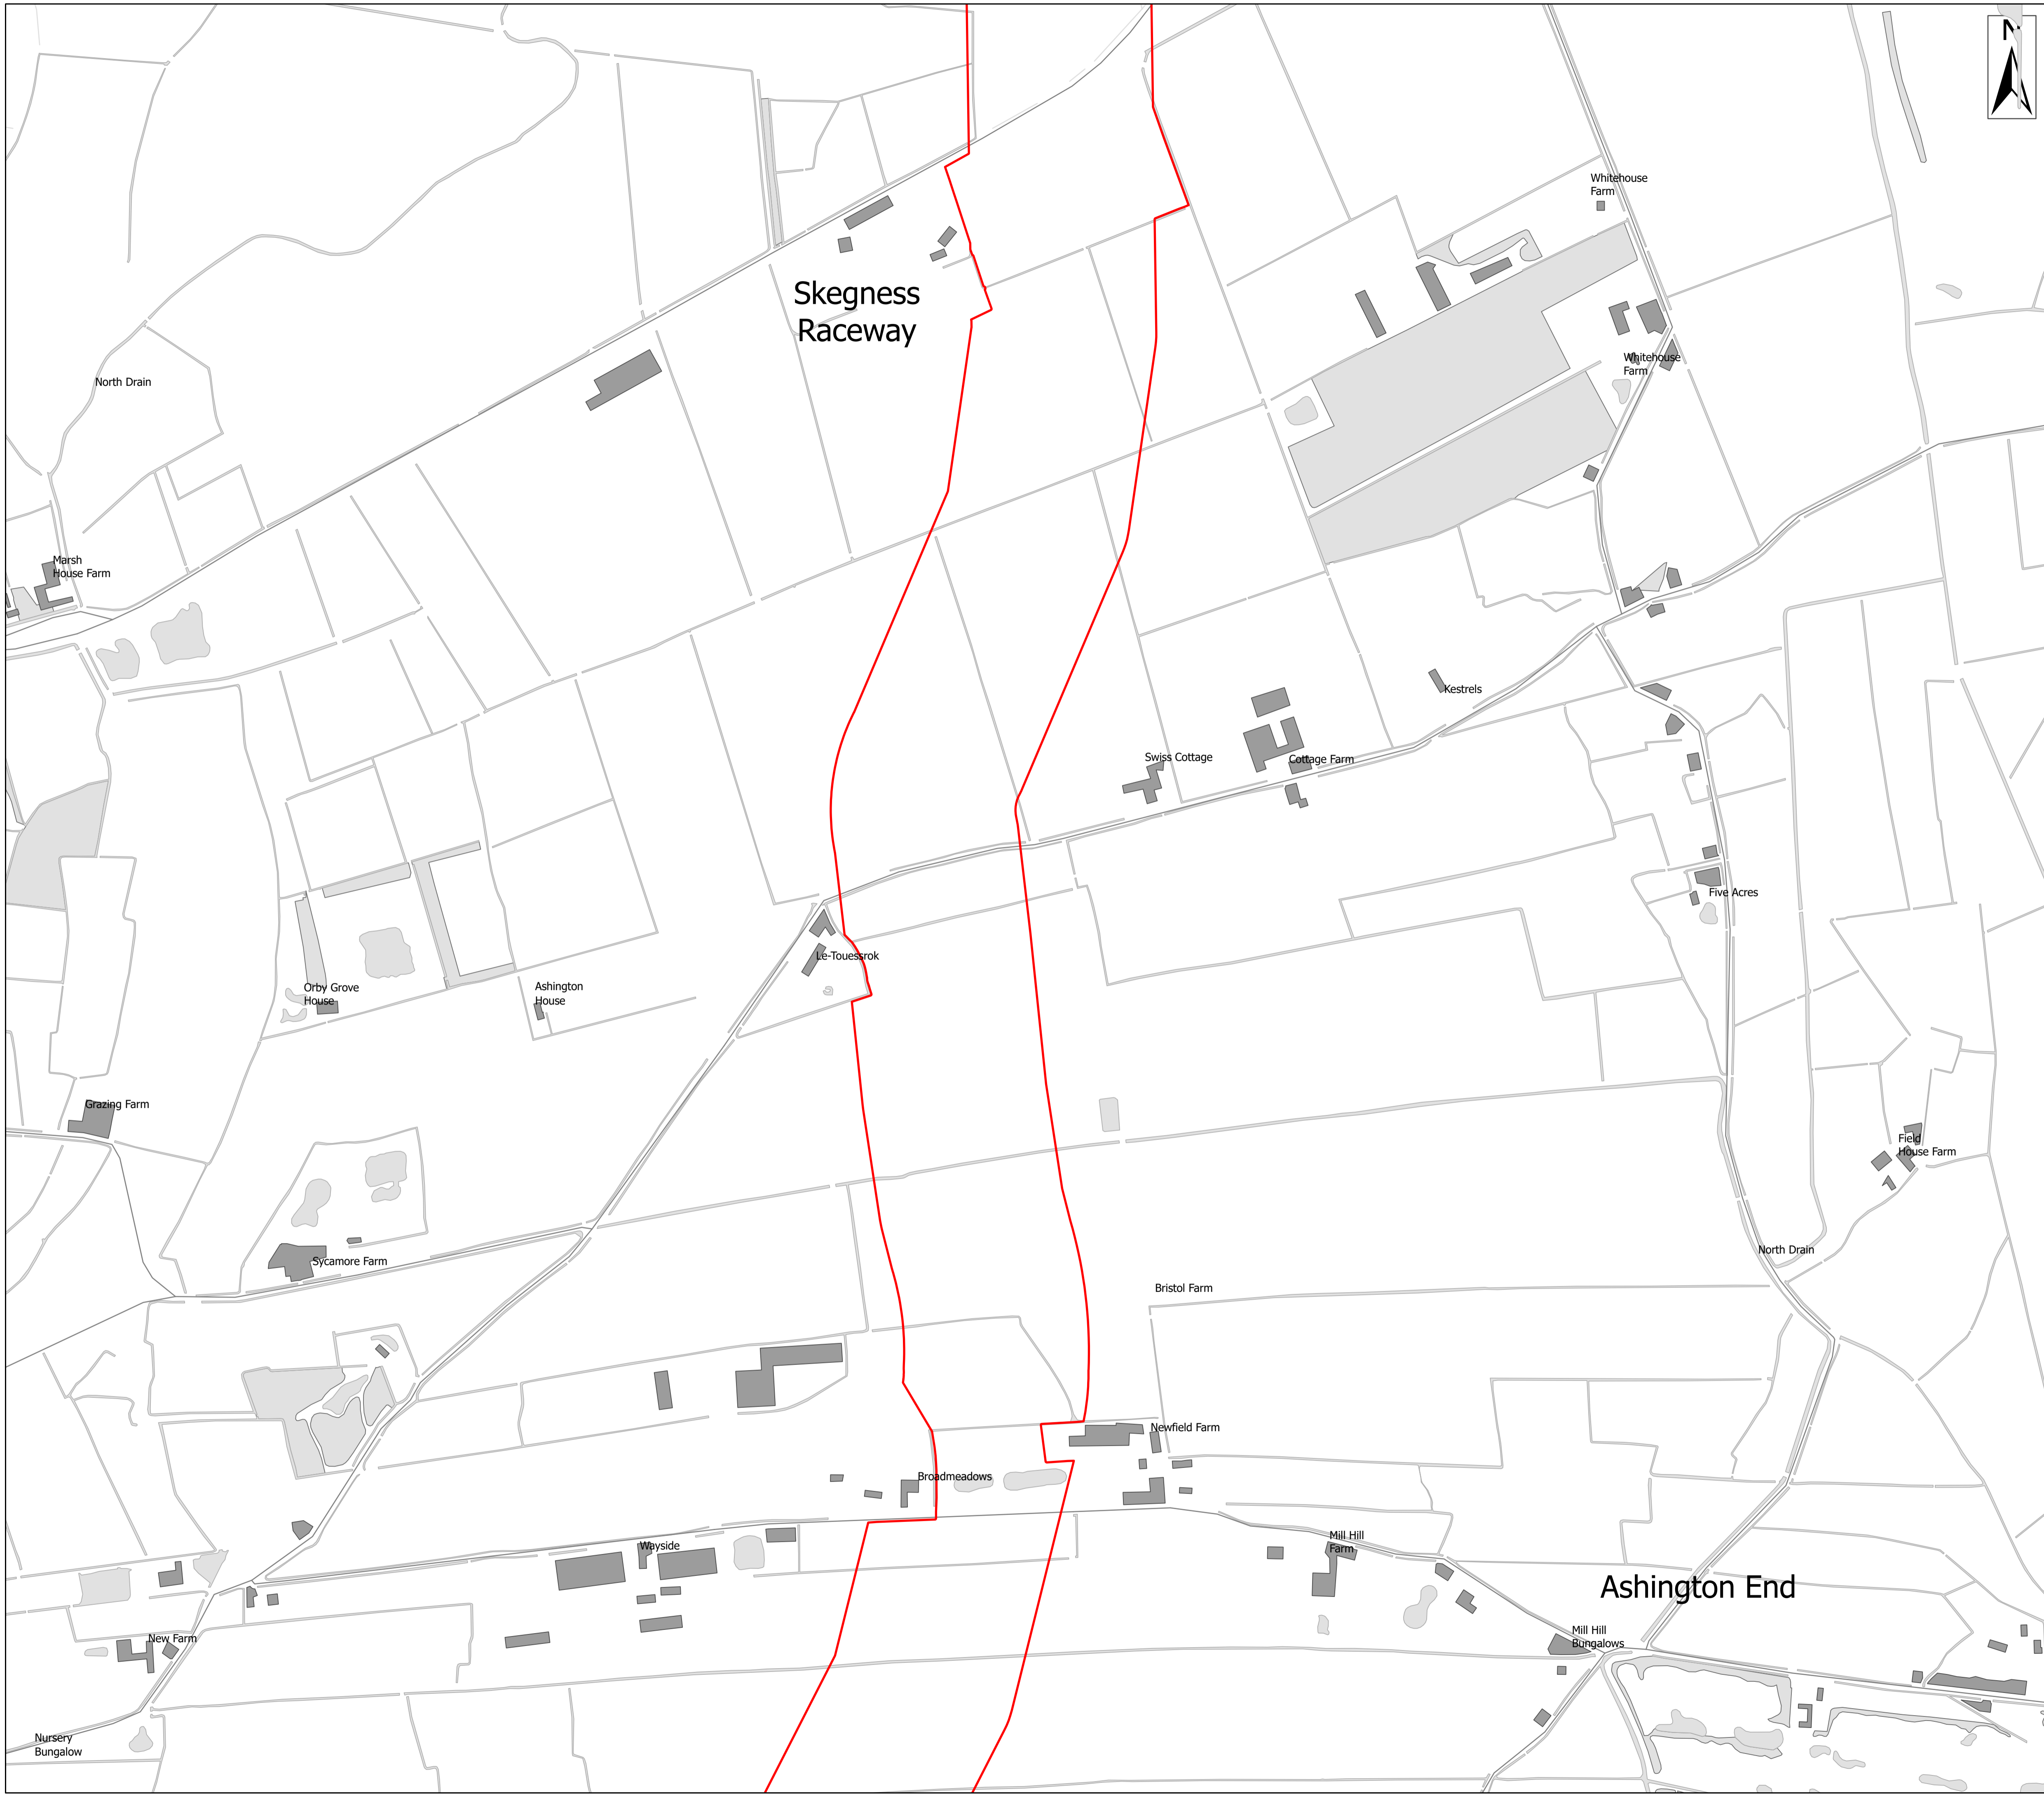 N
Whitehouse
Farm
Skegness
Raceway
Whitehouse
Farm
North Drain
Marsh
House Farm
Kestrels
Swiss Cottage
Cottage Farm
Five Acres
Le-Touessrok
Orby Grove
House
Ashington
House
Grazing Farm
Field
House Farm
North Drain
Sycamore Farm
Bristol Farm
Newfield Farm
Broadmeadows
Mill Hill
Farm
Wayside
Ashington End
New Farm
Mill Hill
Bungalows
Nursery
Bungalow